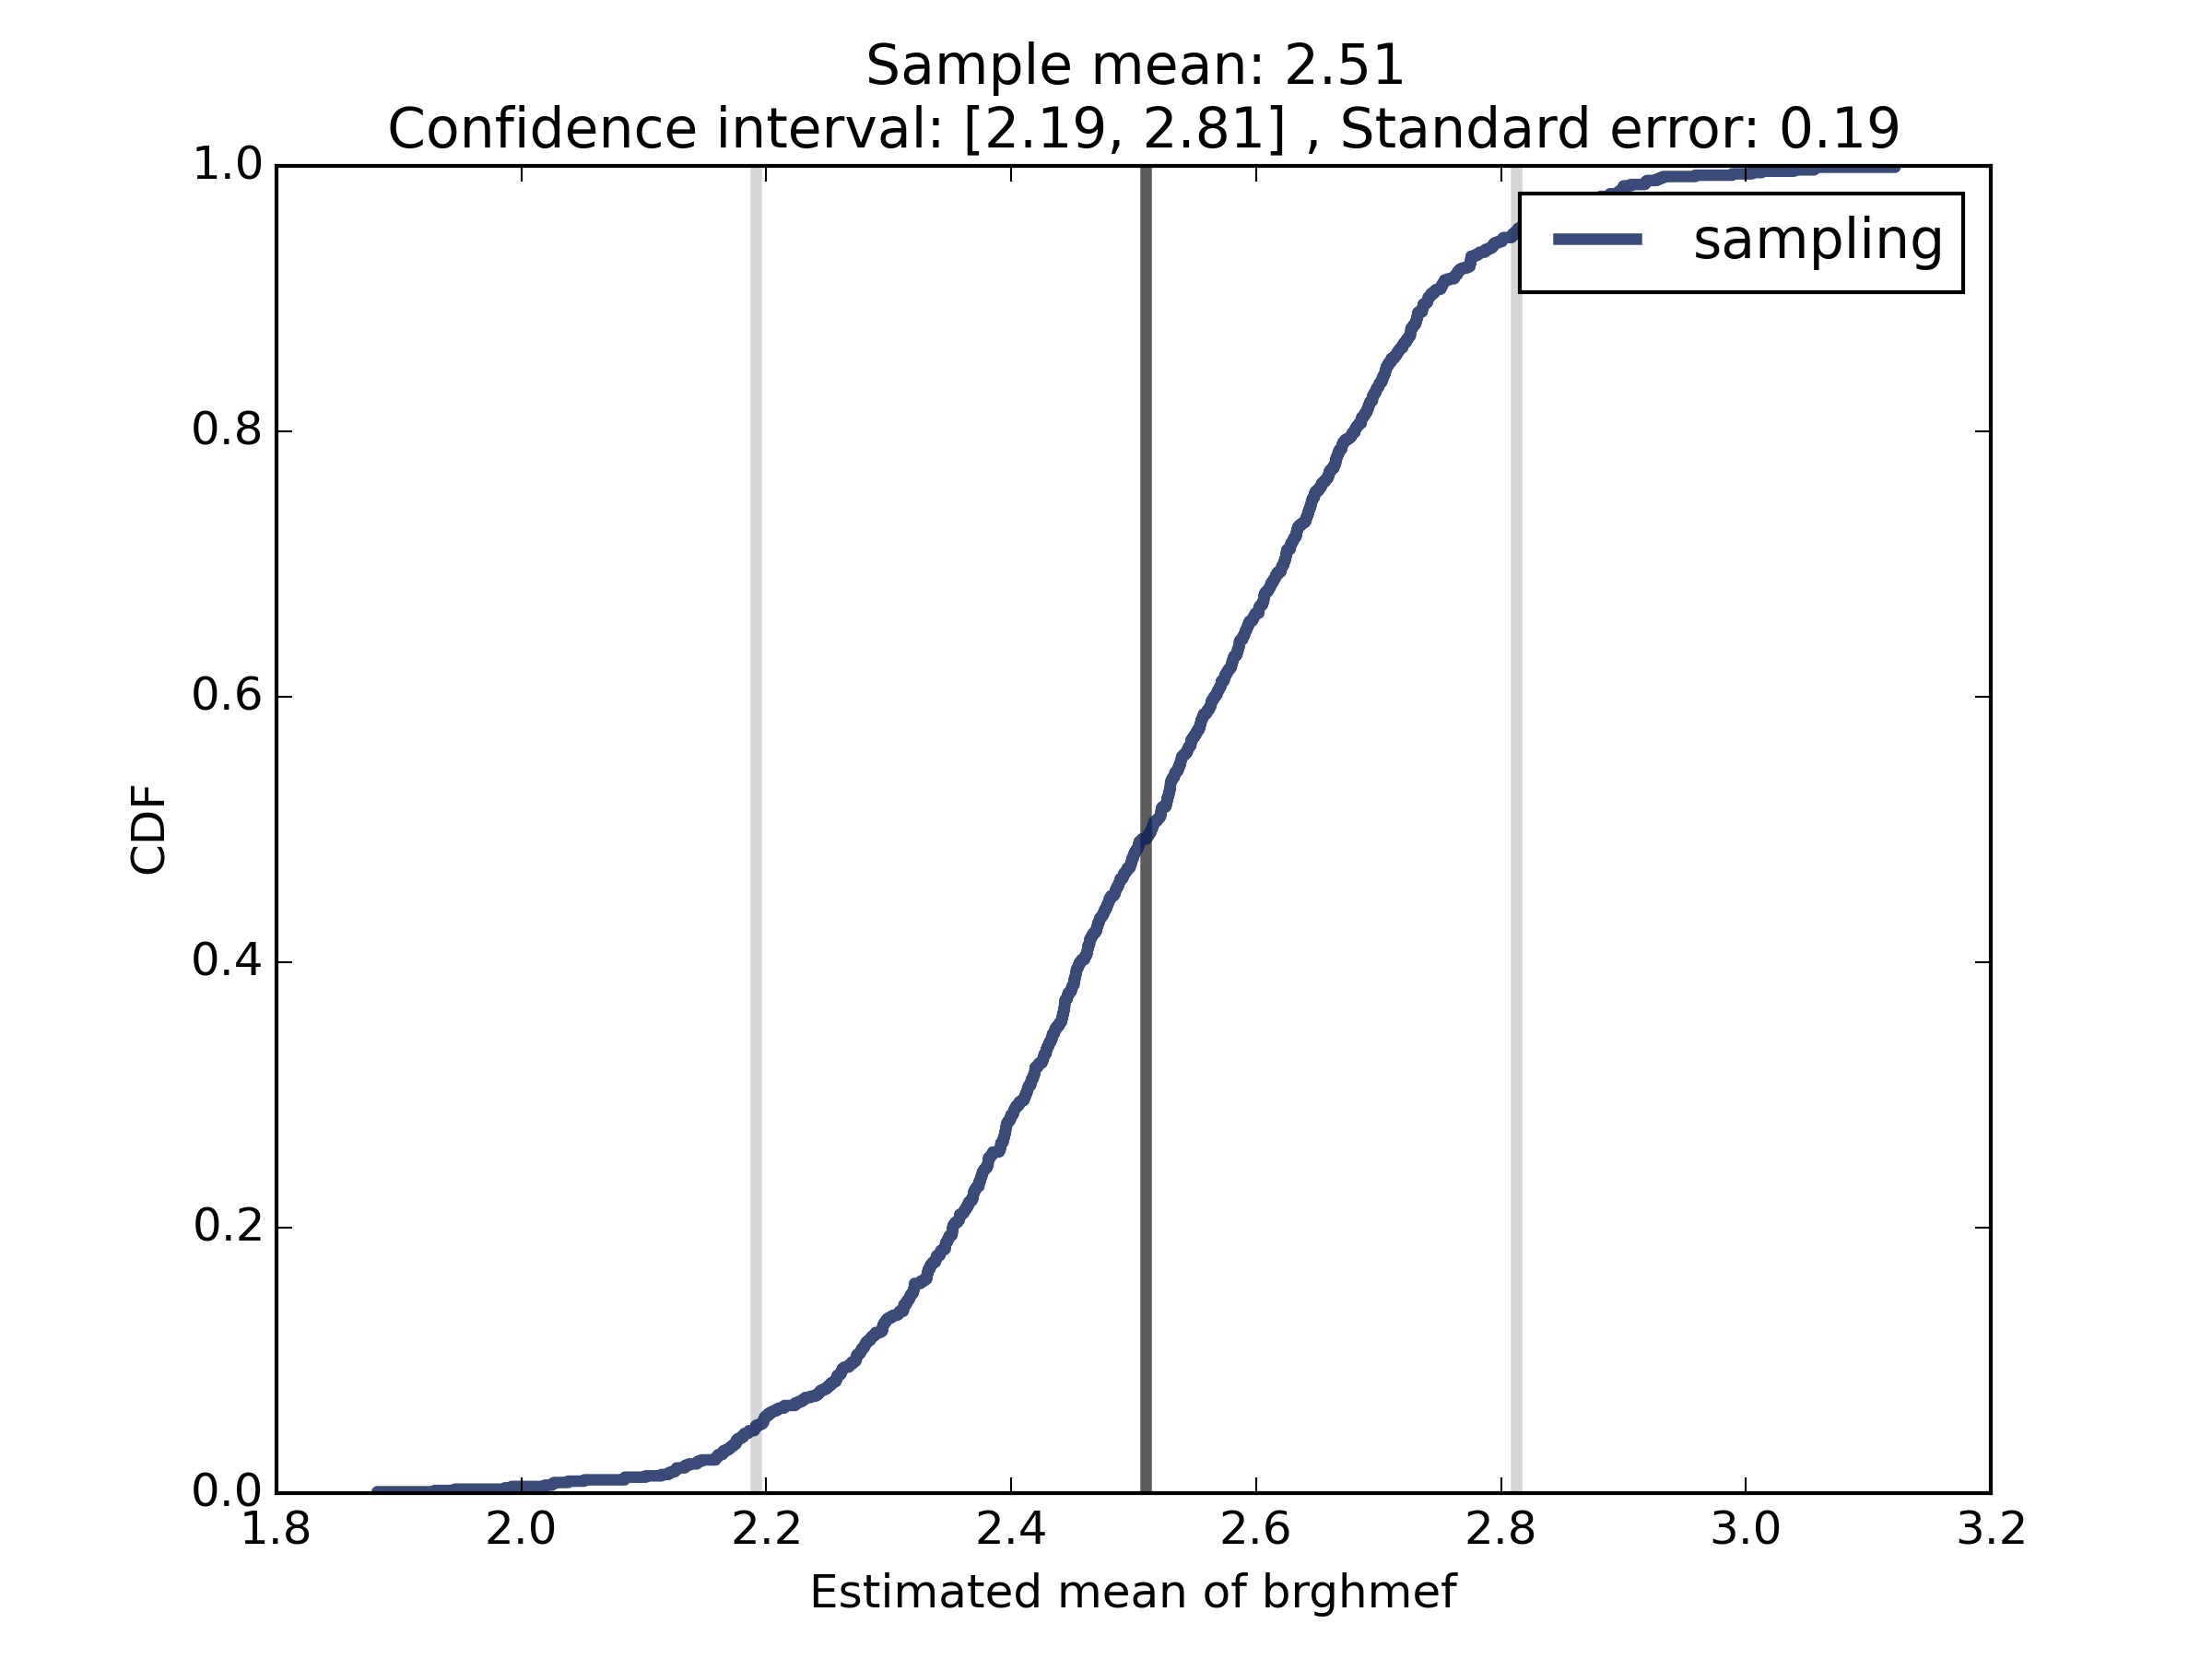 Sample mean: 2.51
Confidence interval: [2.19, 2.81] , Standard error: 0.19
1.0
0.8
0.6
0.4
0.2
0.0
CDF
sampling
1.8 2.0 2.2 2.4 2.6 2.8 3.0 3.2
Estimated mean of brghmef